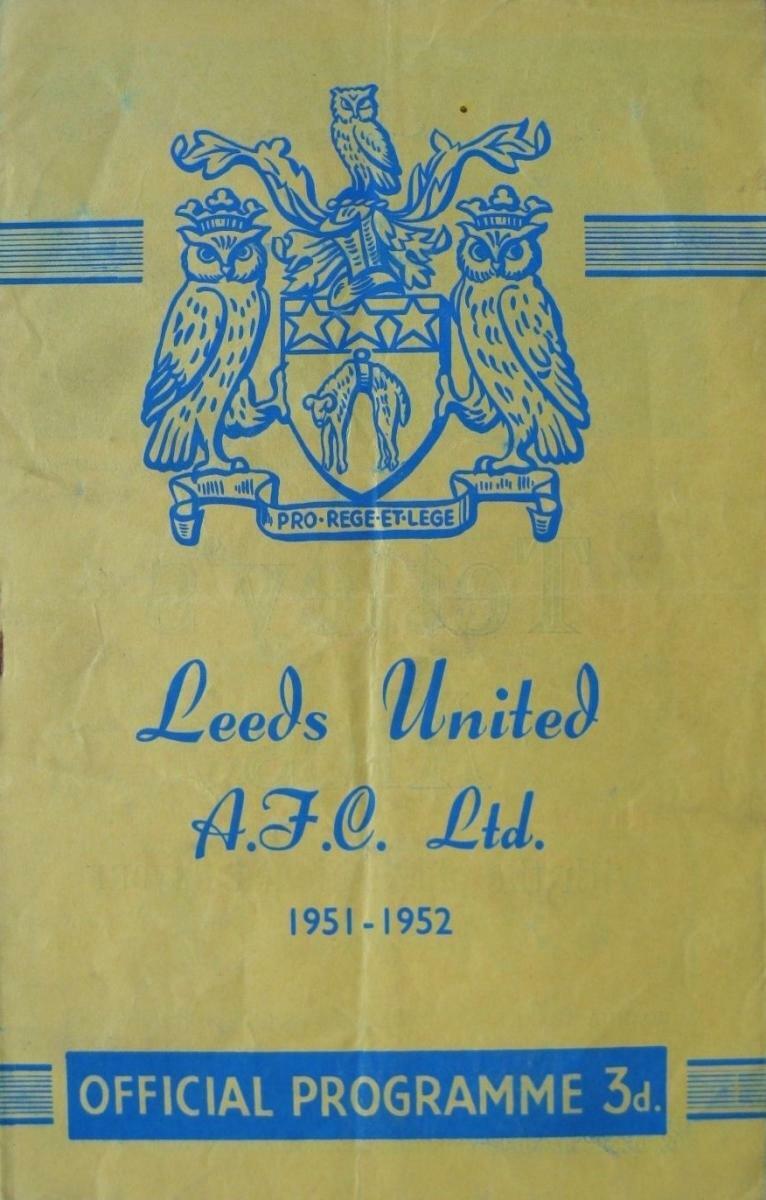 PRO·REGE·ET·LEGE
Leeds United
A.F.C. Ltd.
1951-1952
OFFICIAL PROGRAMME 3d.